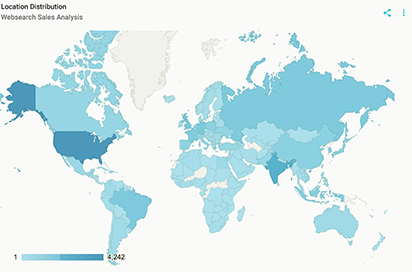 Location Distribution
Websearch Sales Analysis
1 4,242